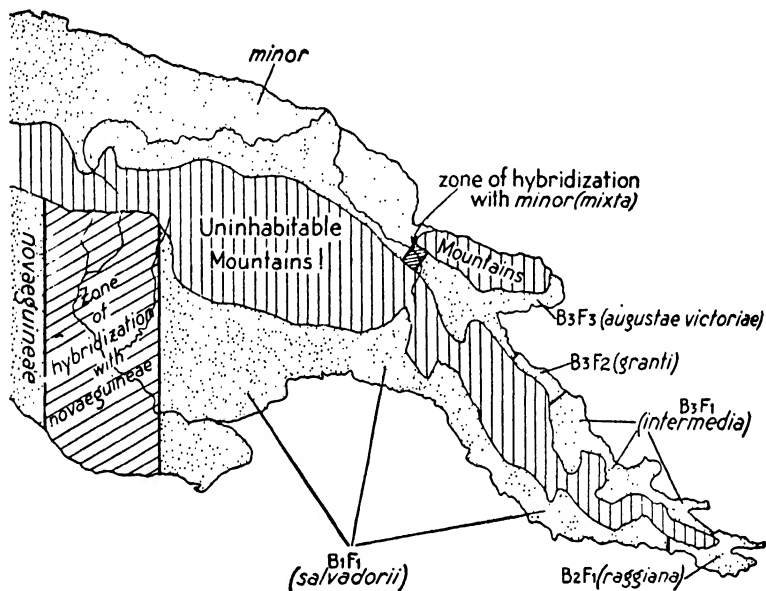 minor
zone of hybridization
with minor (mixta)
Uninhabitable
Mountains!
Mountains
novaeguineae
Zone
of
hybridization
with
novaeguineae
B3F3 (augustae victoriae)
B3F2 (granti)
B3F1
(intermedia)
B1F1
(salvadorii)
B2F1 (raggiana)